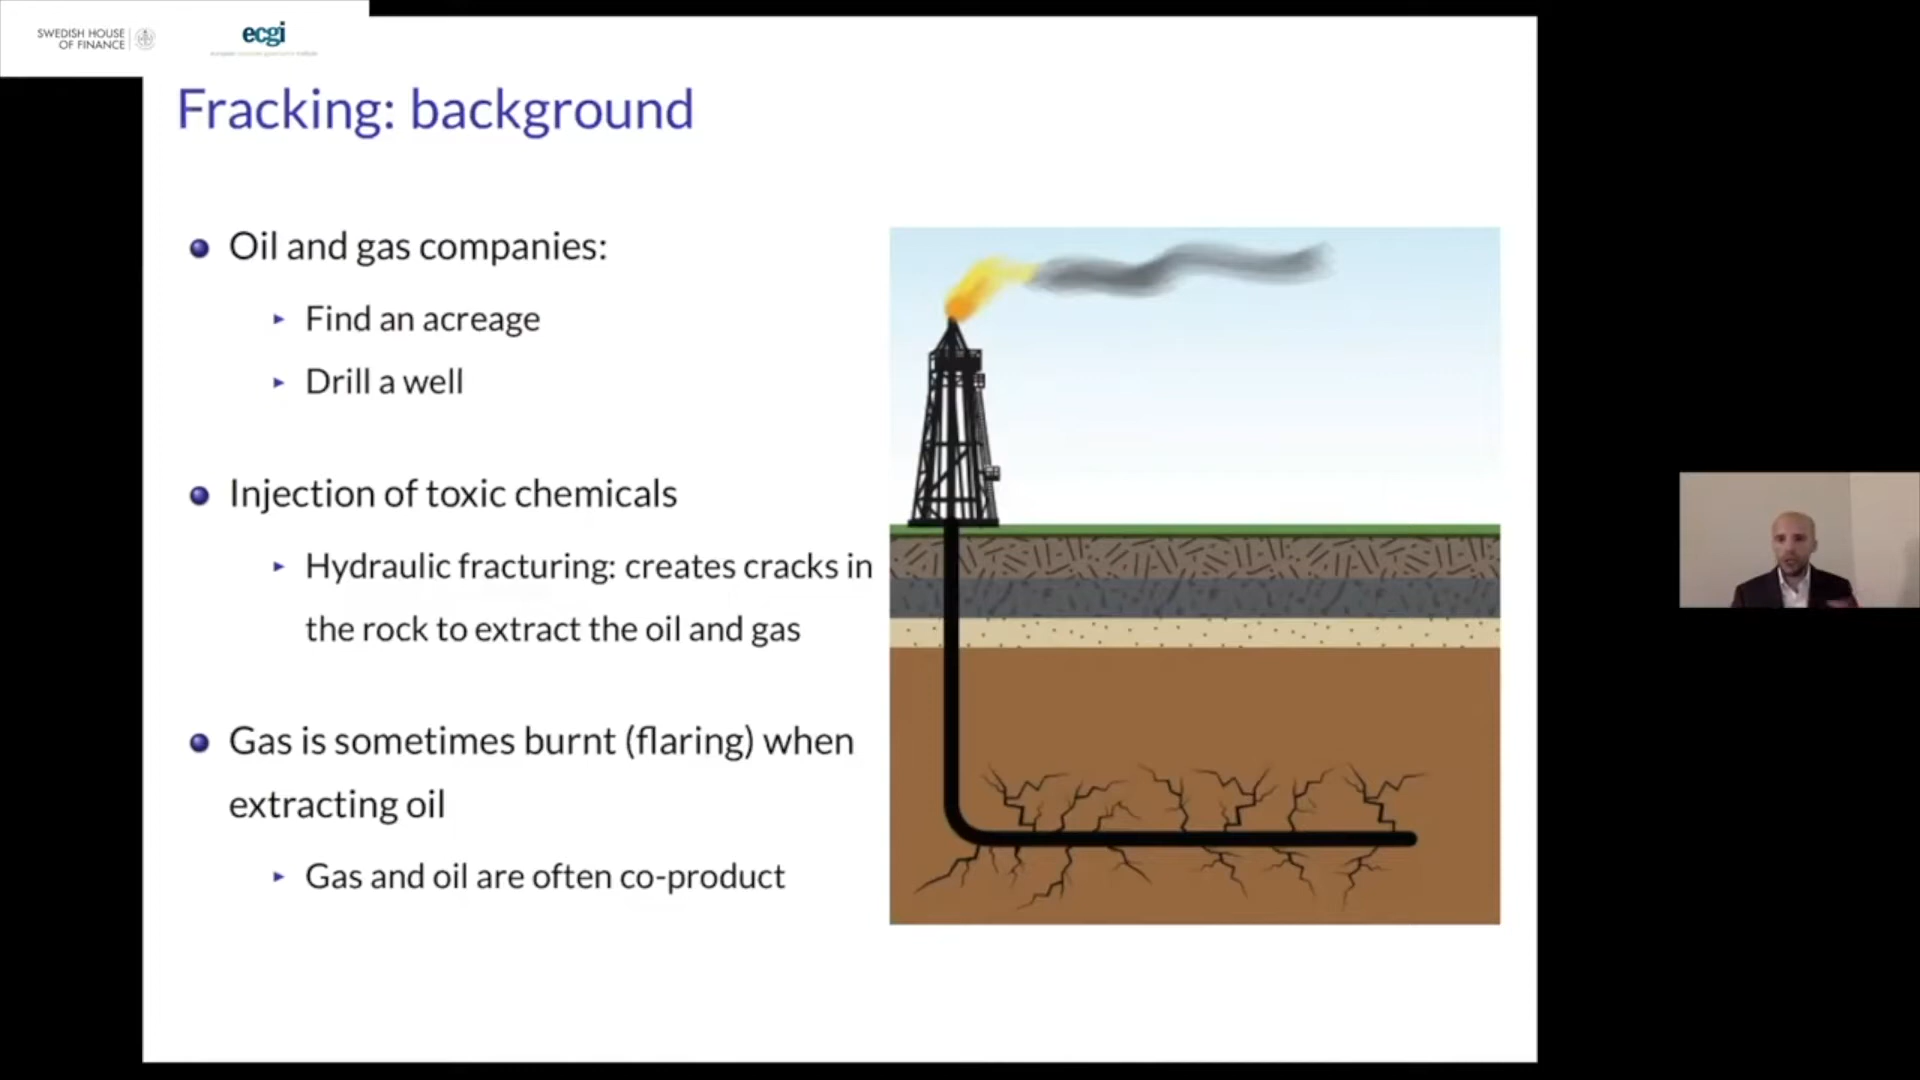 SWEDISH HOUSE
OF FINANCE
ecgi
Fracking: background
Oil and gas companies:
Find an acreage
Drill a well
Injection of toxic chemicals
Hydraulic fracturing: creates cracks in
the rock to extract the oil and gas
Gas is sometimes burnt (flaring) when
extracting oil
Gas and oil are often co-product